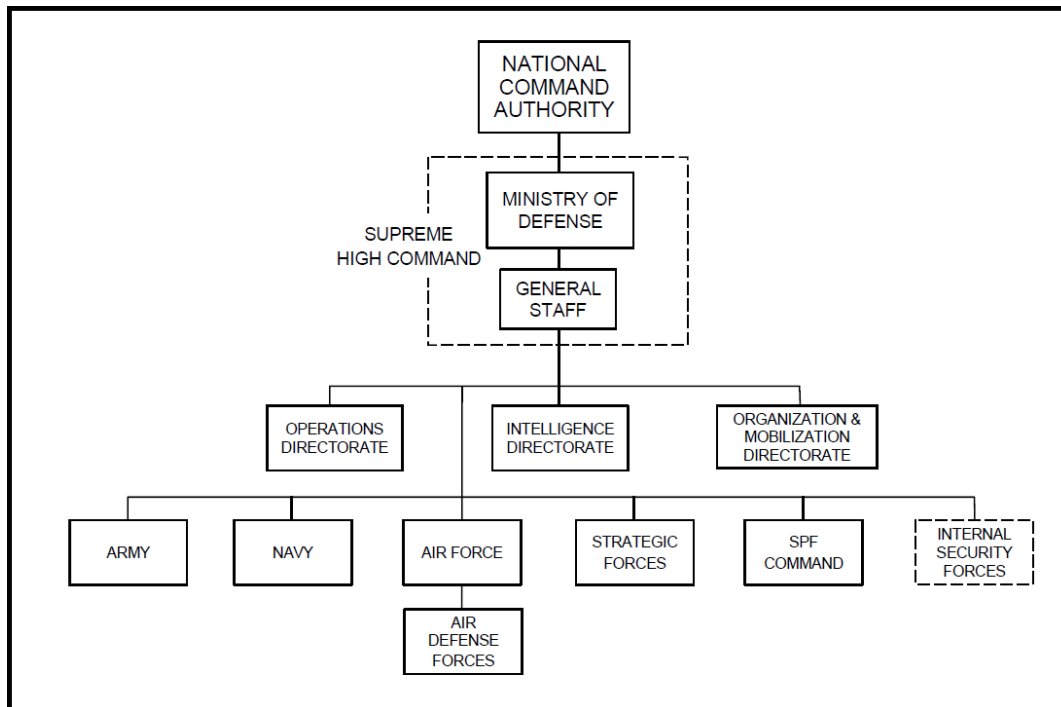 NATIONAL
COMMAND
AUTHORITY
MINISTRY OF
DEFENSE
SUPREME
HIGH COMMAND
GENERAL
STAFF
OPERATIONS
DIRECTORATE
INTELLIGENCE
DIRECTORATE
ORGANIZATION &
MOBILIZATION
DIRECTORATE
ARMY
NAVY
AIR FORCE
STRATEGIC
FORCES
SPF
COMMAND
INTERNAL
SECURITY
FORCES
AIR
DEFENSE
FORCES